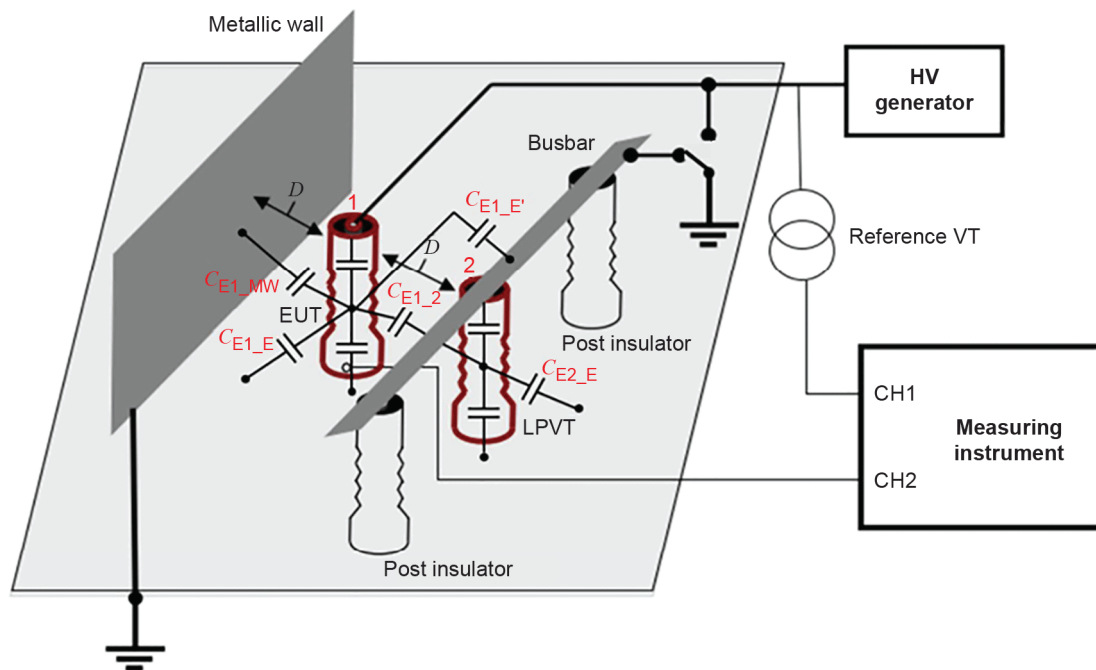 Metallic wall
HV
generator
Busbar
D
1
C_E1_E'
Reference VT
D
2
C_E1_MW
C_E1_2
EUT
Post insulator
C_E1_E
C_E2_E
CH1
LPVT
Measuring
instrument
CH2
Post insulator